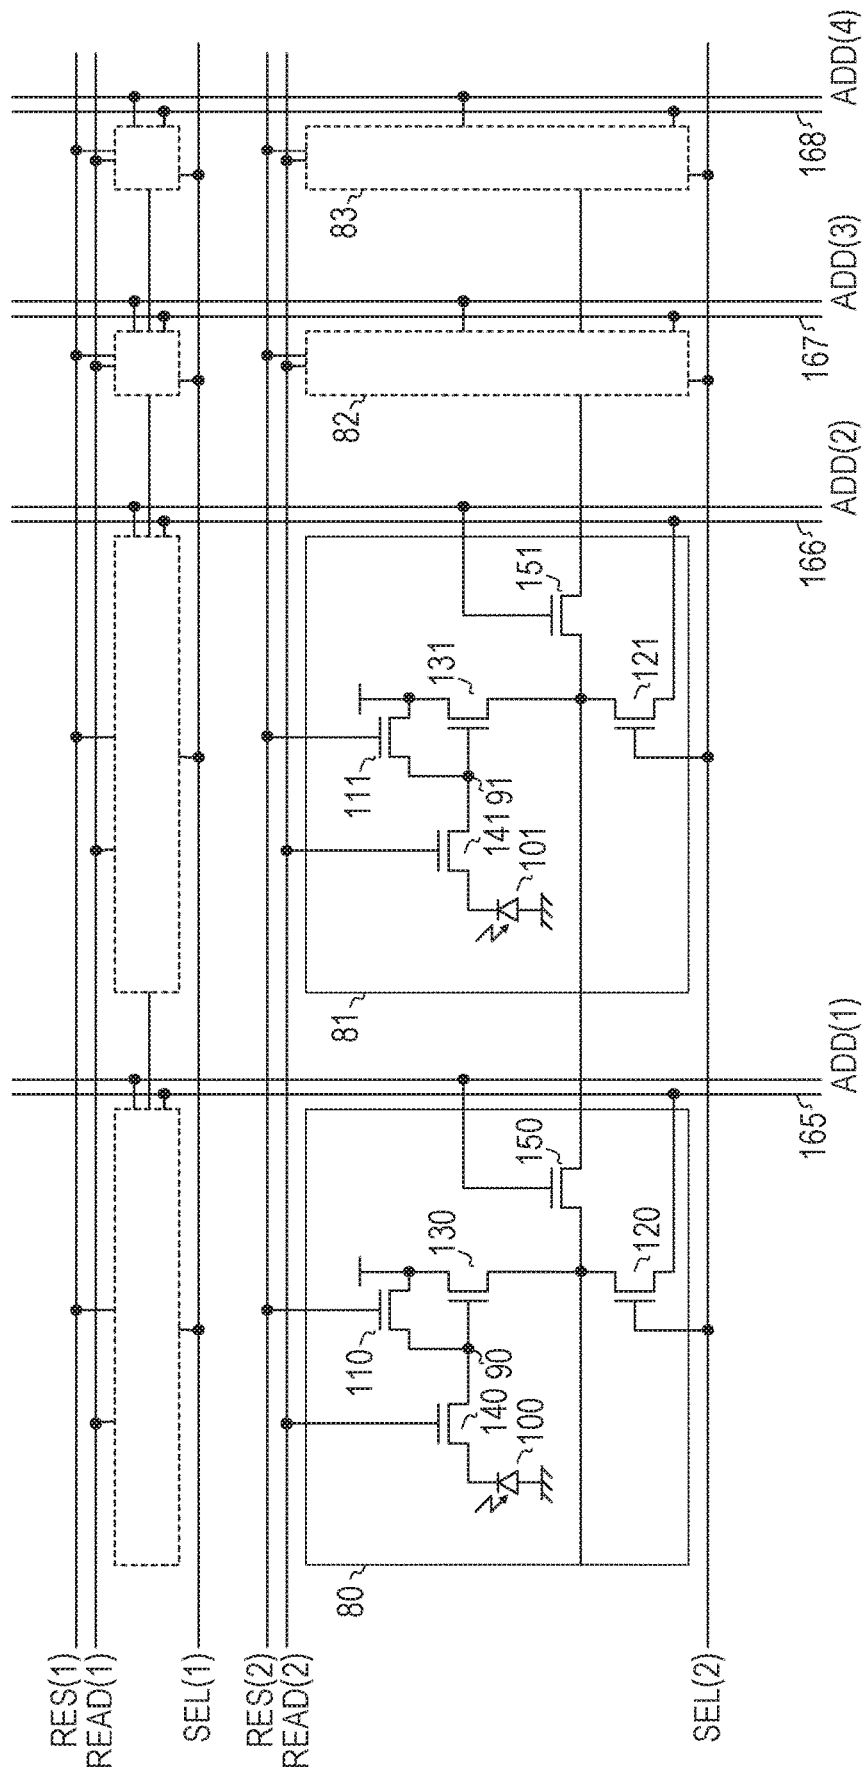 RES(1)
READ(1)
SEL(1)
RES(2)
READ(2)
SEL(2)
80
100
140
90
110
130
120
150
165
ADD(1)
81
101
141
91
111
131
121
151
166
ADD(2)
82
167
ADD(3)
83
168
ADD(4)